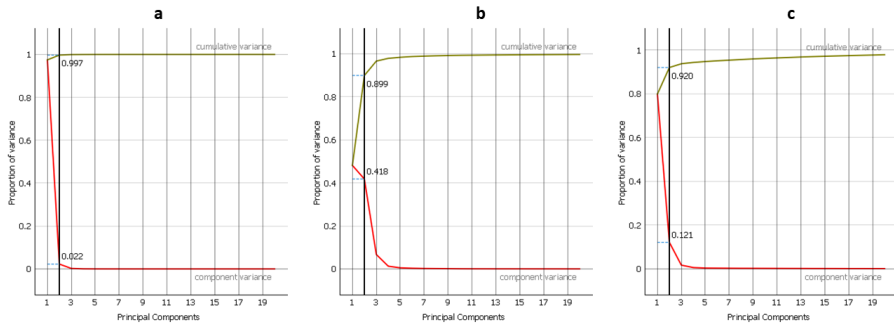 a
cumulative variance
1
0.997
0.8
0.6
0.4
0.2
0.022
0
component variance
Proportion of variance
1 3 5 7 9 11 13 15 17 19
Principal Components
b
cumulative variance
1
0.899
0.8
0.6
0.418
0.4
0.2
0
component variance
Proportion of variance
1 3 5 7 9 11 13 15 17 19
Principal Components
c
cumulative variance
1
0.920
0.8
0.6
0.4
0.2
0.121
0
component variance
Proportion of variance
1 3 5 7 9 11 13 15 17 19
Principal Components